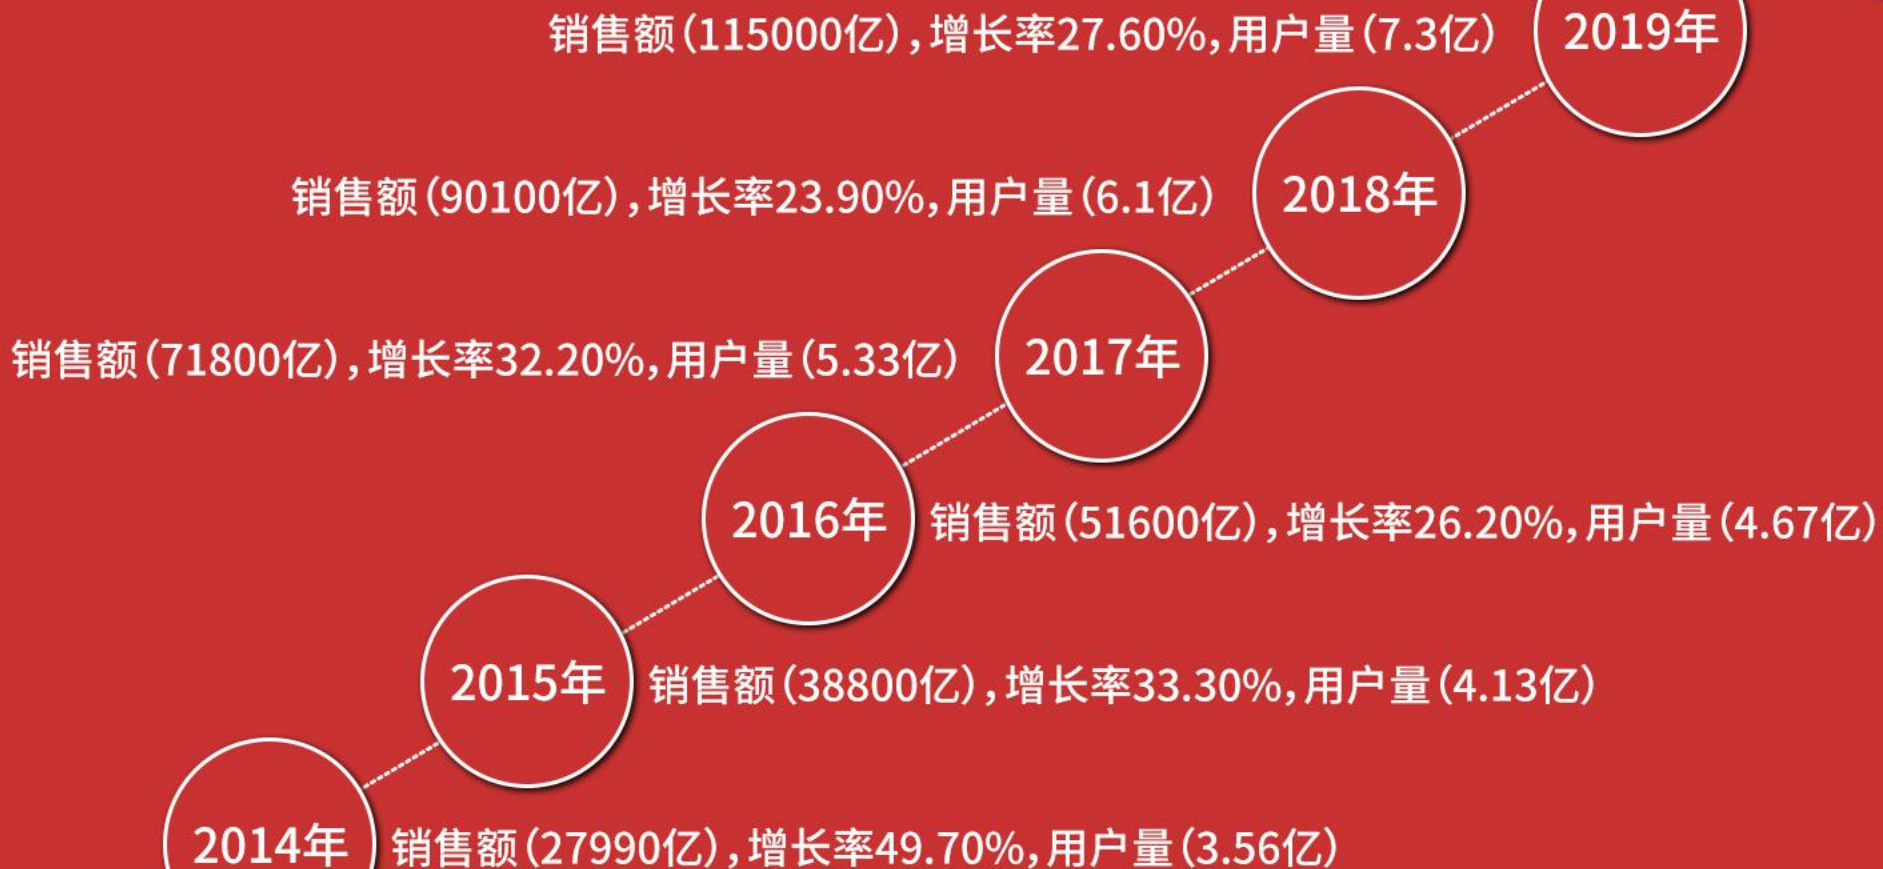 销售额(115000亿),增长率27.60%,用户量(7.3亿) 2019年
销售额(90100亿),增长率23.90%,用户量(6.1亿) 2018年
销售额(71800亿),增长率32.20%,用户量(5.33亿) 2017年
2016年 销售额(51600亿),增长率26.20%,用户量(4.67亿)
2015年 销售额(38800亿),增长率33.30%,用户量(4.13亿)
2014年 销售额(27990亿),增长率49.70%,用户量(3.56亿)